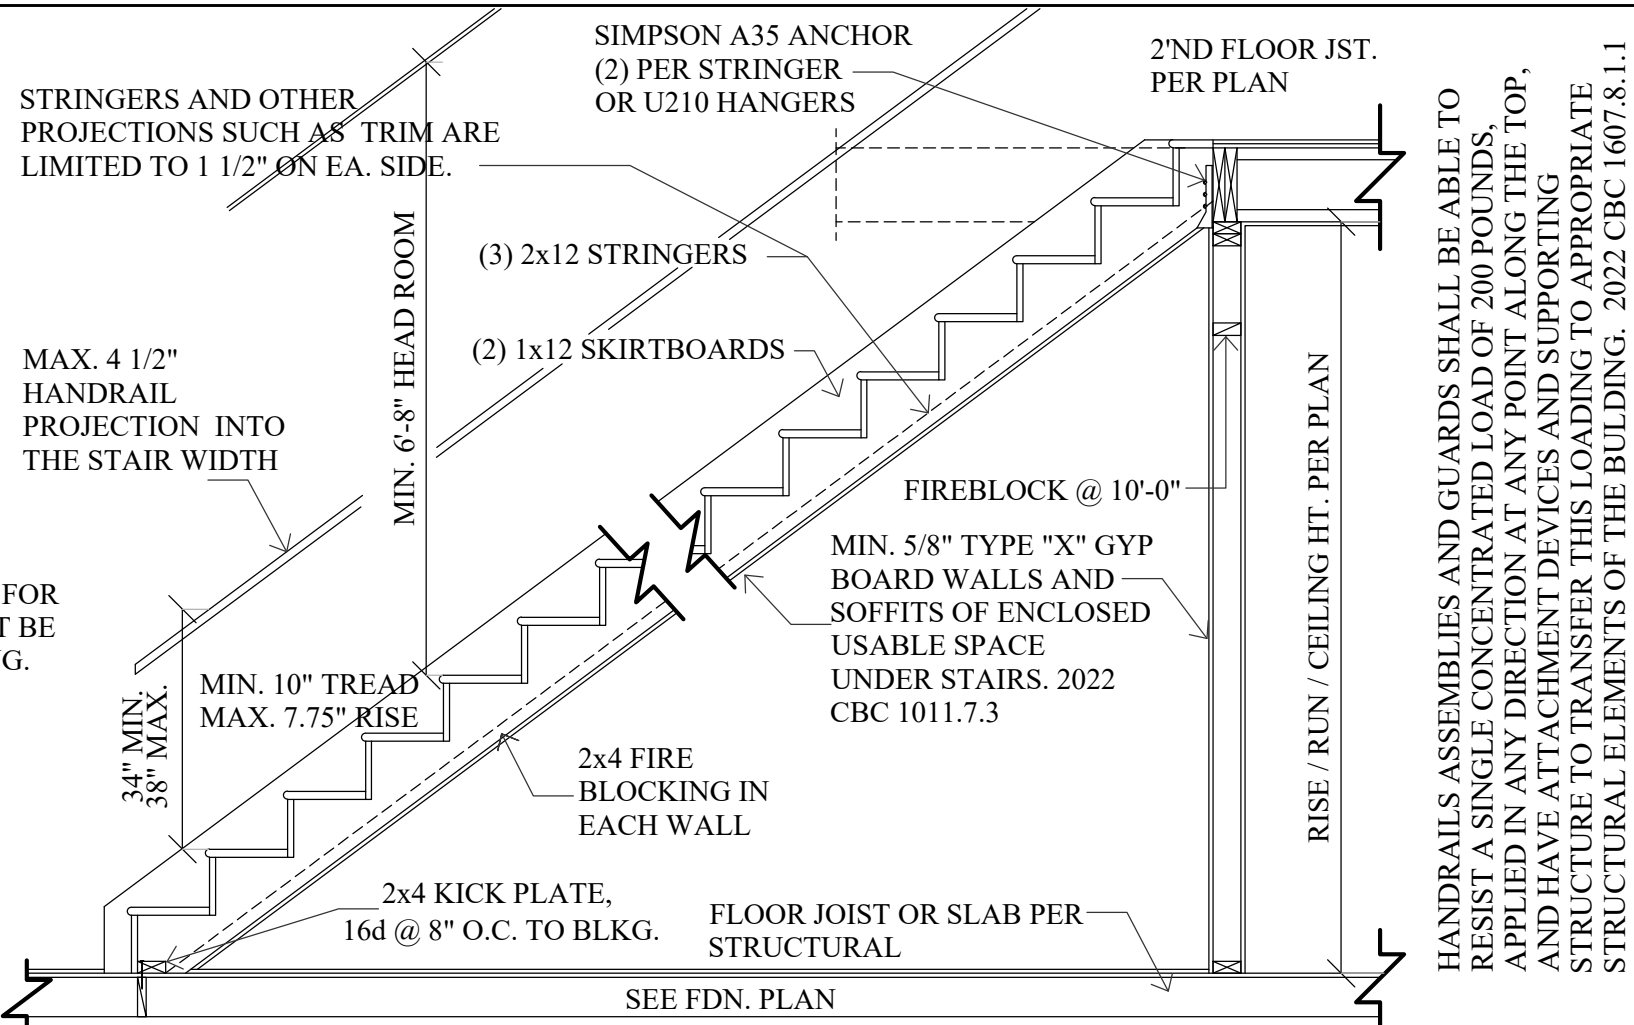 SIMPSON A35 ANCHOR
(2) PER STRINGER
OR U210 HANGERS
2'ND FLOOR JST.
PER PLAN
STRINGERS AND OTHER
PROJECTIONS SUCH AS TRIM ARE
LIMITED TO 1 1/2" ON EA. SIDE.
(3) 2x12 STRINGERS
(2) 1x12 SKIRTBOARDS
MIN. 6'-8" HEAD ROOM
MAX. 4 1/2"
HANDRAIL
PROJECTION INTO
THE STAIR WIDTH
FIREBLOCK @ 10'-0"
MIN. 5/8" TYPE "X" GYP
BOARD WALLS AND
SOFFITS OF ENCLOSED
USABLE SPACE
UNDER STAIRS. 2022
CBC 1011.7.3
FOR
T BE
G.
34" MIN.
38" MAX.
MIN. 10" TREAD
MAX. 7.75" RISE
2x4 FIRE
BLOCKING IN
EACH WALL
2x4 KICK PLATE,
16d @ 8" O.C. TO BLKG.
FLOOR JOIST OR SLAB PER
STRUCTURAL
SEE FDN. PLAN
RISE / RUN / CEILING HT. PER PLAN
HANDRAILS ASSEMBLIES AND GUARDS SHALL BE ABLE TO
RESIST A SINGLE CONCENTRATED LOAD OF 200 POUNDS,
APPLIED IN ANY DIRECTION AT ANY POINT ALONG THE TOP,
AND HAVE ATTACHMENT DEVICES AND SUPPORTING
STRUCTURE TO TRANSFER THIS LOADING TO APPROPRIATE
STRUCTURAL ELEMENTS OF THE BULDING. 2022 CBC 1607.8.1.1